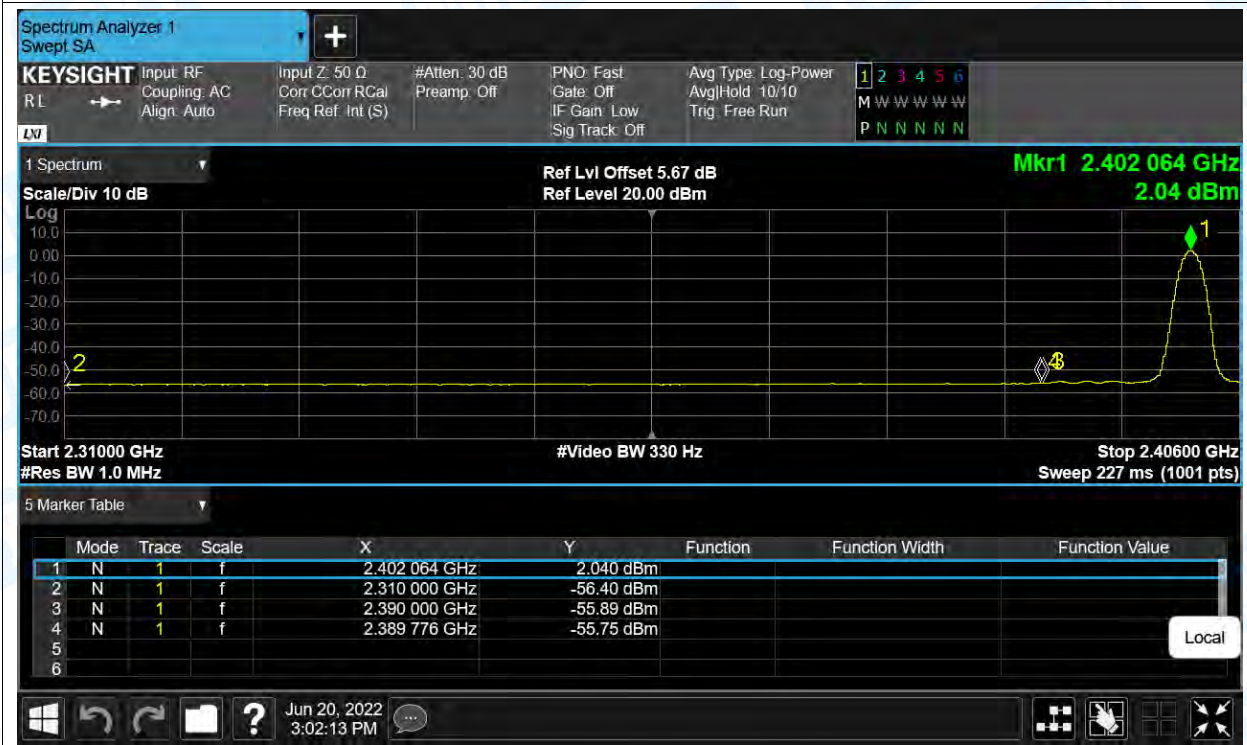 Spectrum Analyzer 1
Swept SA
+
KEYSIGHT Input: RF Input Z: 50 Ω #Atten: 30 dB PNO: Fast Avg Type: Log-Power 1 2 3 4 5 6
R L Coupling: AC Corr CCorr RCal Preamp: Off Gate: Off Avg|Hold: 10/10 M W W W W W
Align: Auto Freq Ref: Int (S) IF Gain: Low Trig: Free Run
LXI Sig Track: Off P N N N N N N
1 Spectrum Ref Lvl Offset 5.67 dB Mkr1 2.402 064 GHz
Scale/Div 10 dB Ref Level 20.00 dBm 2.04 dBm
Log
10.0
0.00
-10.0
-20.0
-30.0
-40.0
-50.0
-60.0
-70.0
1
2
4 3
Start 2.31000 GHz #Video BW 330 Hz Stop 2.40600 GHz
#Res BW 1.0 MHz Sweep 227 ms (1001 pts)
5 Marker Table
Mode Trace Scale X Y Function Function Width Function Value
1 N 1 f 2.402 064 GHz 2.040 dBm
2 N 1 f 2.310 000 GHz -56.40 dBm
3 N 1 f 2.390 000 GHz -55.89 dBm
4 N 1 f 2.389 776 GHz -55.75 dBm
5
6
Local
? Jun 20, 2022
3:02:13 PM